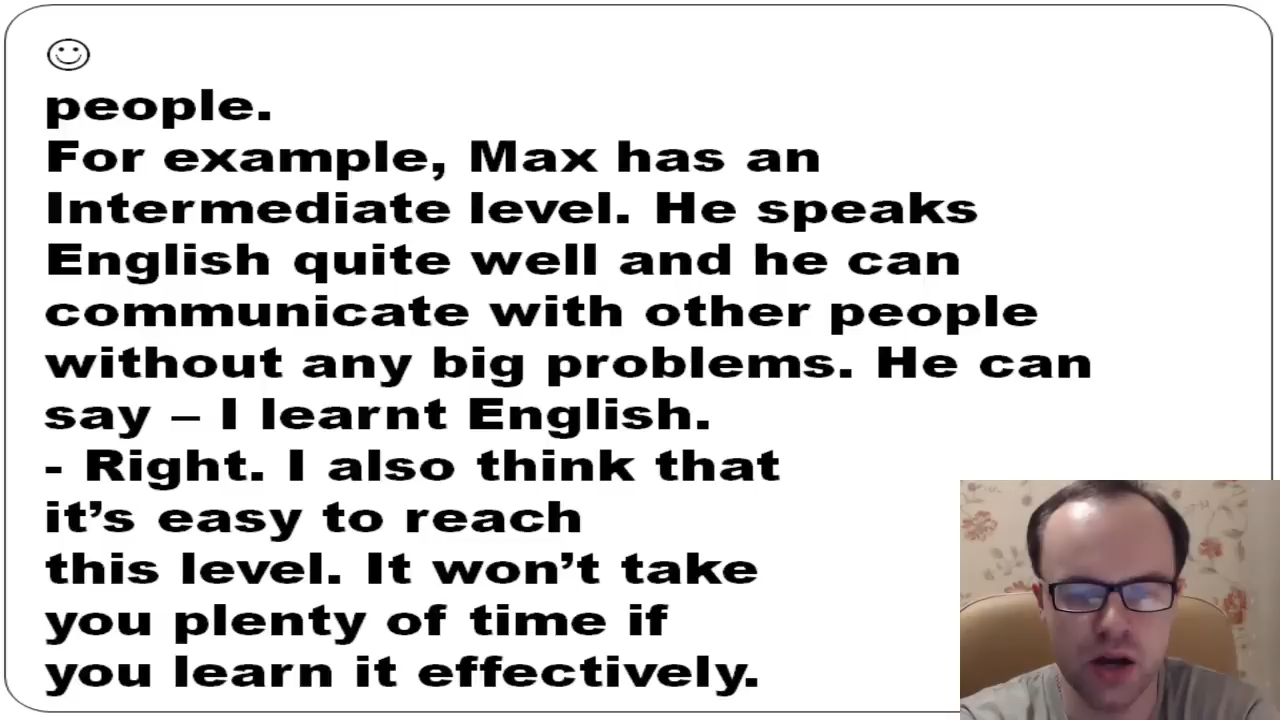 people.
For example, Max has an
Intermediate level. He speaks
English quite well and he can
communicate with other people
without any big problems. He can
say – I learnt English.
- Right. I also think that
it’s easy to reach
this level. It won’t take
you plenty of time if
you learn it effectively.